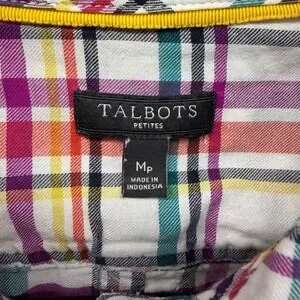 TALBOTS
PETITES
MP
MADE IN
INDONESIA